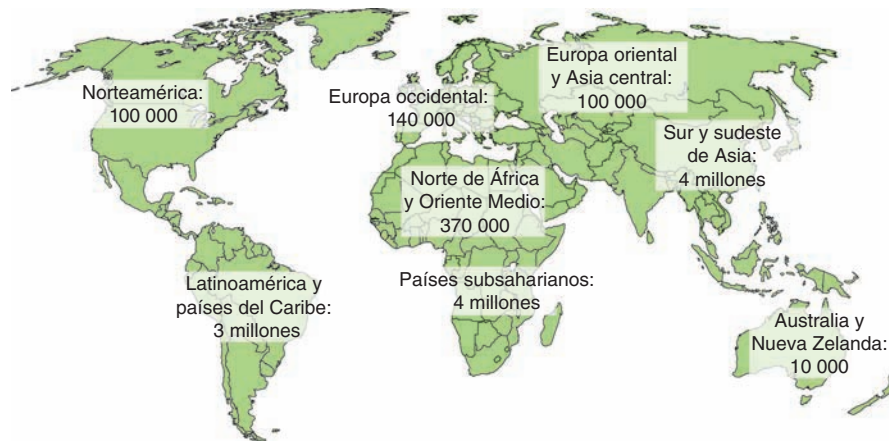 Norteamérica:
100 000
Europa occidental:
140 000
Europa oriental
y Asia central:
100 000
Sur y sudeste
de Asia:
4 millones
Norte de África
y Oriente Medio:
370 000
Latinoamérica y
países del Caribe:
3 millones
Países subsaharianos:
4 millones
Australia y
Nueva Zelanda:
10 000